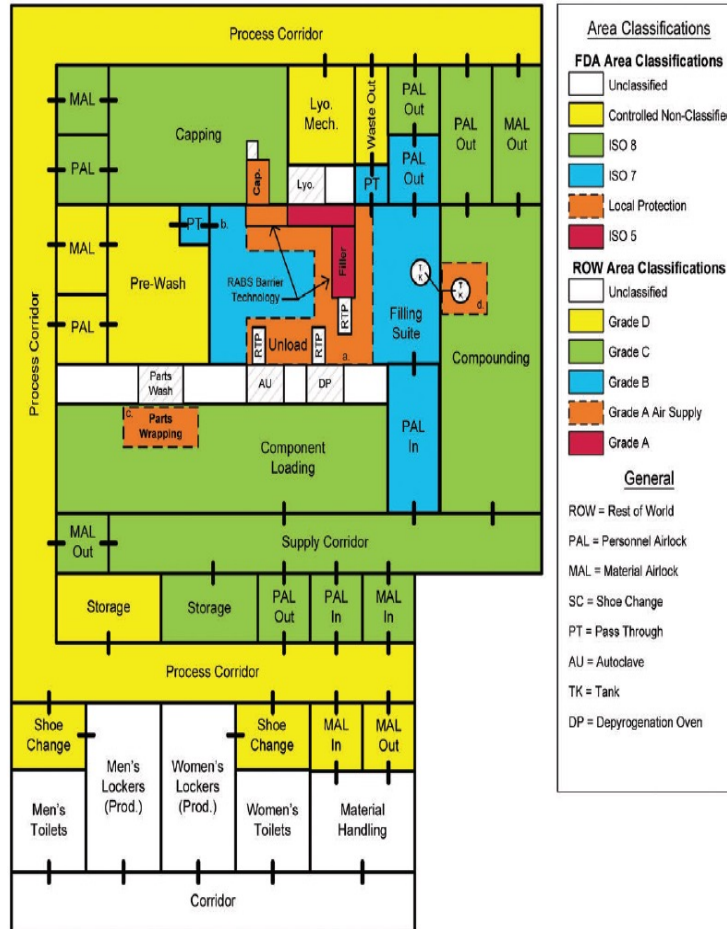 Process Corridor
MAL
Capping
Lyo.
Mech.
Waste Out
PAL
Out
PAL
Out
MAL
Out
PAL
Cap.
Lyo.
PT
PAL
Out
MAL
Pre-Wash
PT
b.
RABS Barrier
Technology
Filler
RTP
Filling
Suite
T
K
T
K
d.
Compounding
PAL
RTP
Unload
RTP
a.
Process Corridor
Parts
Wash
AU
DP
c.
Parts
Wrapping
Component
Loading
PAL
In
MAL
Out
Supply Corridor
Storage
Storage
PAL
Out
PAL
In
MAL
In
Process Corridor
Shoe
Change
Men's
Lockers
(Prod.)
Women's
Lockers
(Prod.)
Shoe
Change
MAL
In
MAL
Out
Men's
Toilets
Women's
Toilets
Material
Handling
Corridor
Area Classifications
FDA Area Classifications
Unclassified
Controlled Non-Classified
ISO 8
ISO 7
Local Protection
ISO 5
ROW Area Classifications
Unclassified
Grade D
Grade C
Grade B
Grade A Air Supply
Grade A
General
ROW = Rest of World
PAL = Personnel Airlock
MAL = Material Airlock
SC = Shoe Change
PT = Pass Through
AU = Autoclave
TK = Tank
DP = Depyrogenation Oven